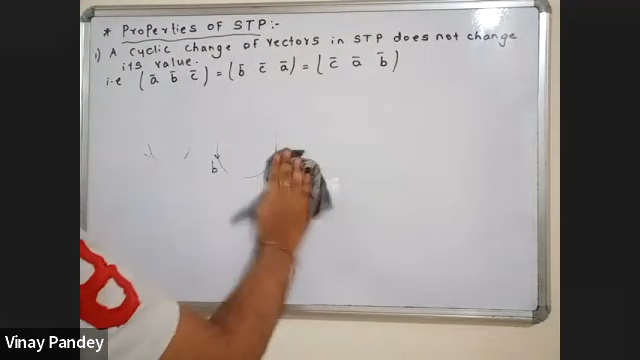 * Properties of STP:-
1) A cyclic change of vectors in STP does not change
its value.
i.e (ā b̄ c̄) = (b̄ c̄ ā) = (c̄ ā b̄)
b
Vinay Pandey